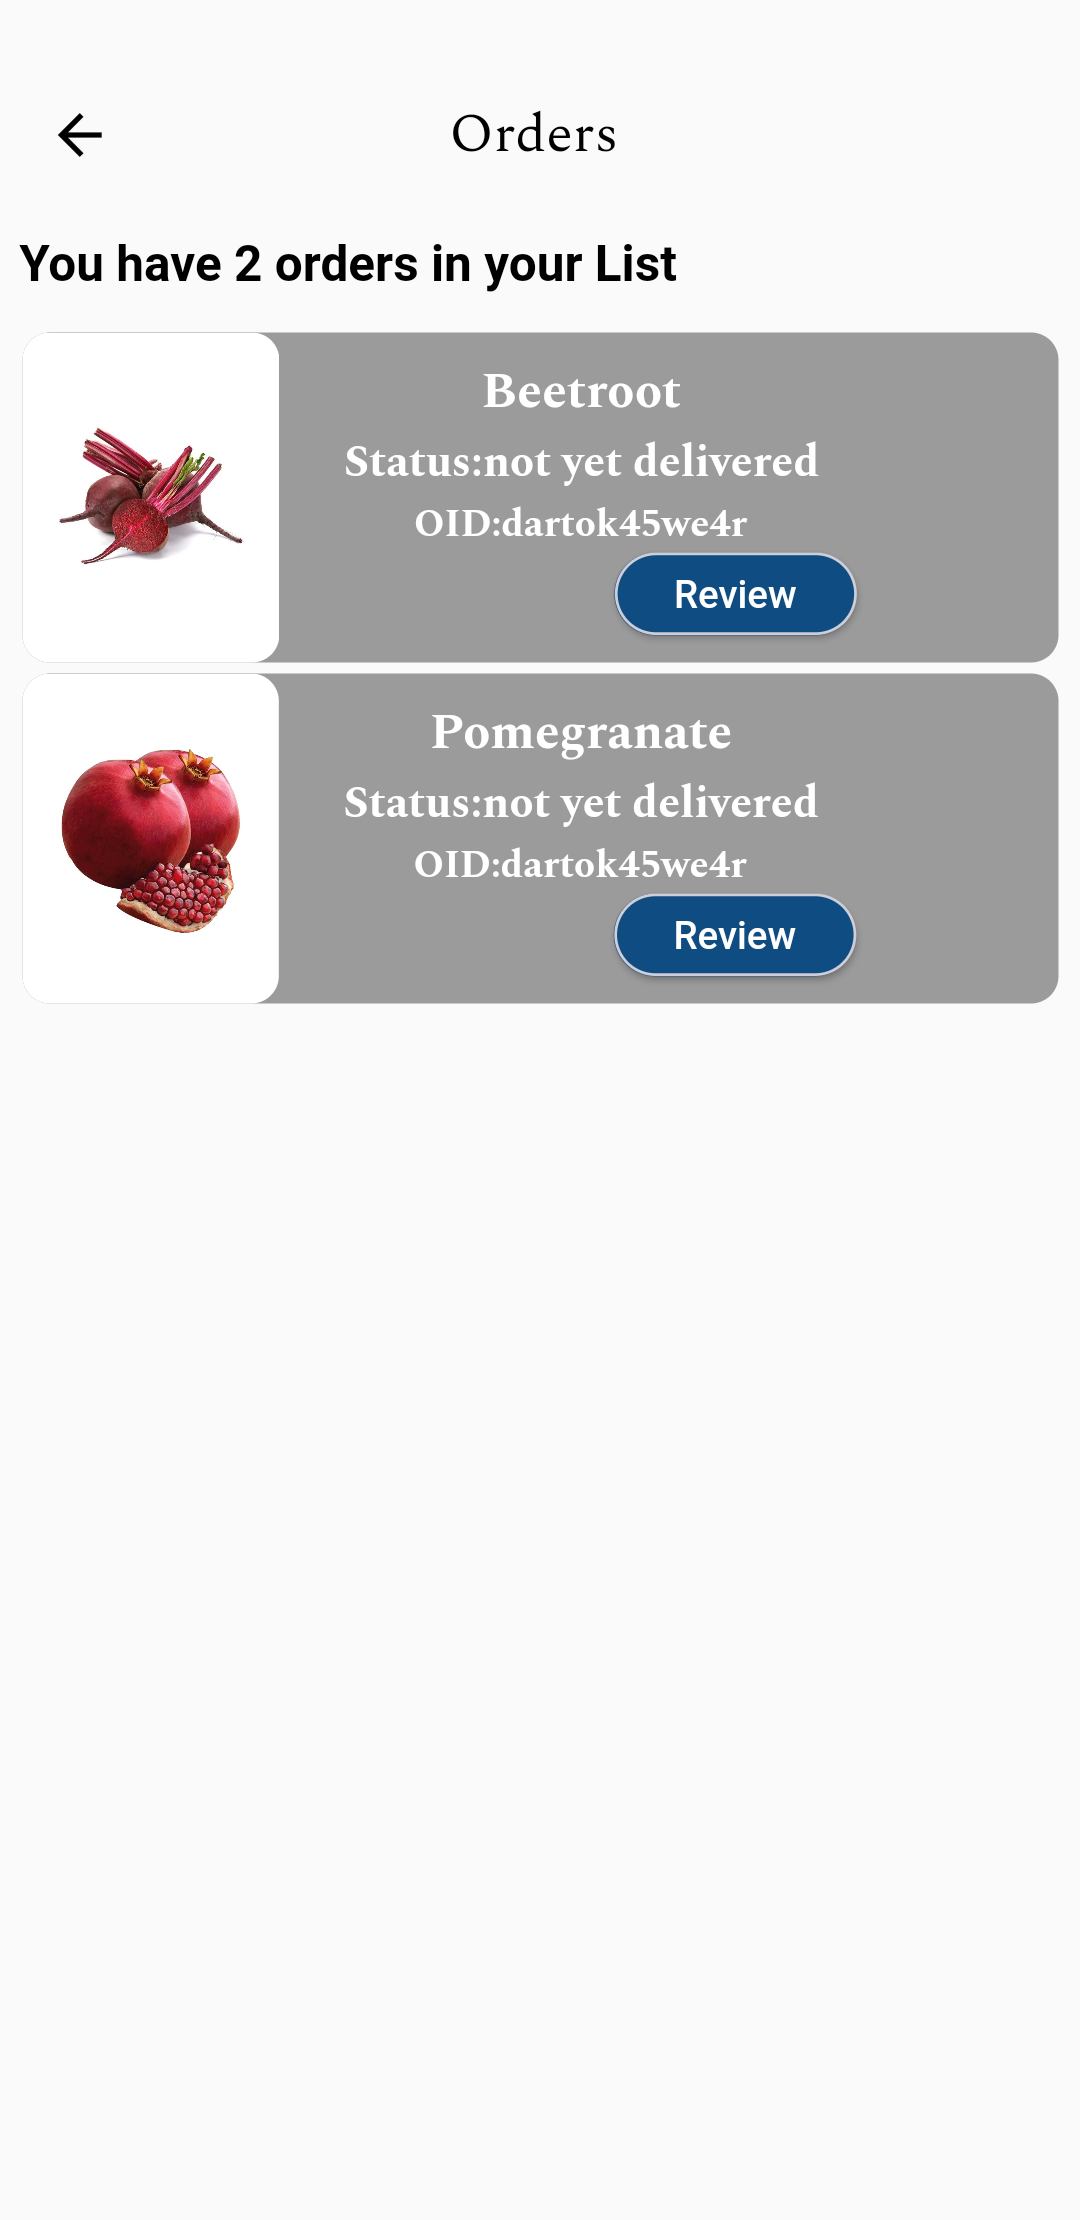 Orders
You have 2 orders in your List
Beetroot
Status:not yet delivered
OID:dartok45we4r
Review
Pomegranate
Status:not yet delivered
OID:dartok45we4r
Review